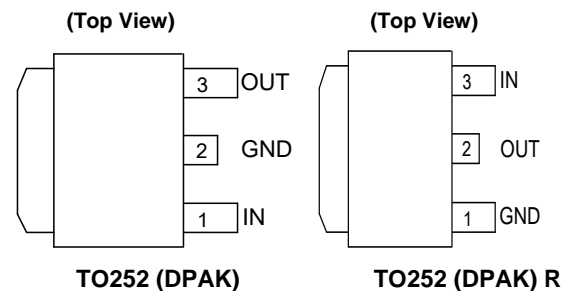 (Top View)
3 OUT
2 GND
1 IN
TO252 (DPAK)
(Top View)
3 IN
2 OUT
1 GND
TO252 (DPAK) R